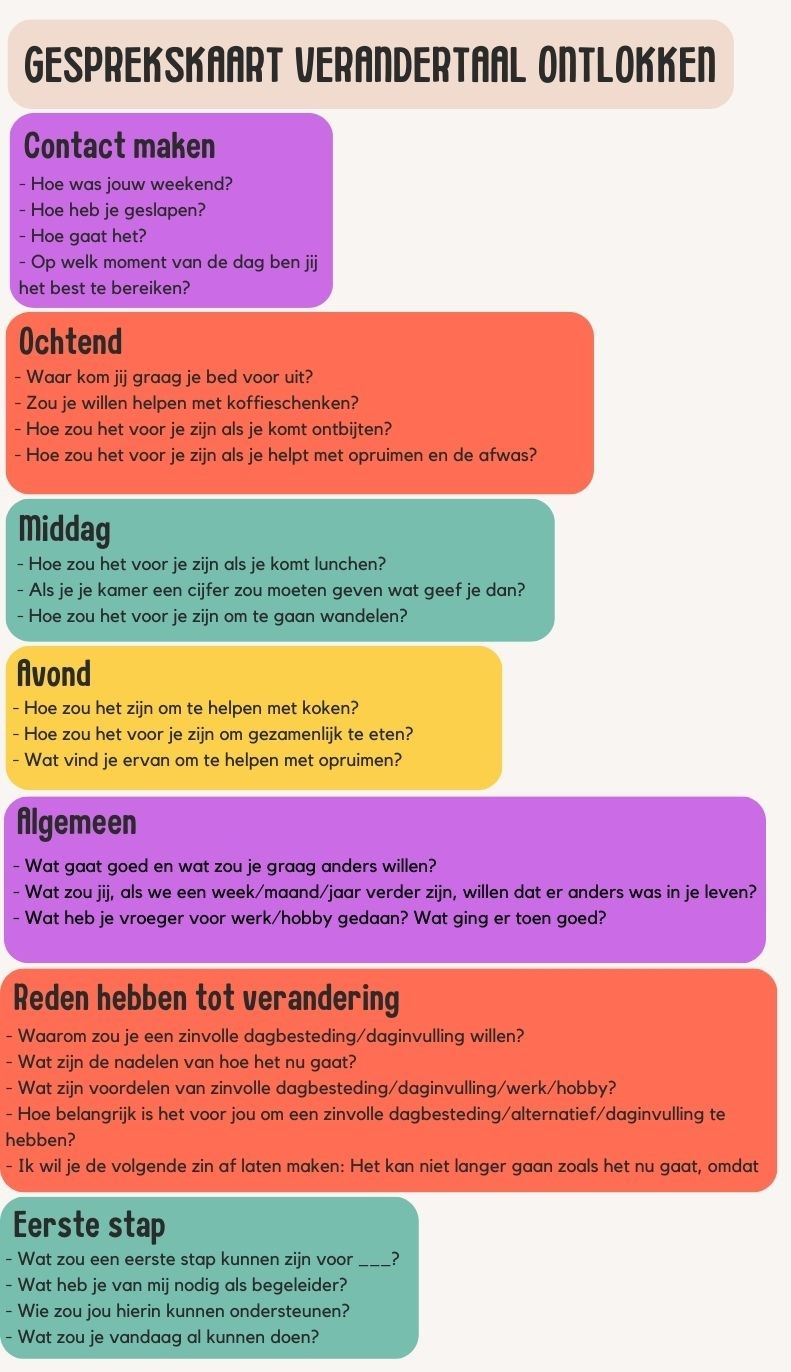 GESPREKSKAART VERANDERTAAL ONTLOKKEN
Contact maken
- Hoe was jouw weekend?
- Hoe heb je geslapen?
- Hoe gaat het?
- Op welk moment van de dag ben jij
het best te bereiken?
Ochtend
- Waar kom jij graag je bed voor uit?
- Zou je willen helpen met koffieschenken?
- Hoe zou het voor je zijn als je komt ontbijten?
- Hoe zou het voor je zijn als je helpt met opruimen en de afwas?
Middag
- Hoe zou het voor je zijn als je komt lunchen?
- Als je je kamer een cijfer zou moeten geven wat geef je dan?
- Hoe zou het voor je zijn om te gaan wandelen?
Avond
- Hoe zou het zijn om te helpen met koken?
- Hoe zou het voor je zijn om gezamenlijk te eten?
- Wat vind je ervan om te helpen met opruimen?
Algemeen
- Wat gaat goed en wat zou je graag anders willen?
- Wat zou jij, als we een week/maand/jaar verder zijn, willen dat er anders was in je leven?
- Wat heb je vroeger voor werk/hobby gedaan? Wat ging er toen goed?
Reden hebben tot verandering
- Waarom zou je een zinvolle dagbesteding/daginvulling willen?
- Wat zijn de nadelen van hoe het nu gaat?
- Wat zijn voordelen van zinvolle dagbesteding/daginvulling/werk/hobby?
- Hoe belangrijk is het voor jou om een zinvolle dagbesteding/alternatief/daginvulling te
hebben?
- Ik wil je de volgende zin af laten maken: Het kan niet langer gaan zoals het nu gaat, omdat
Eerste stap
- Wat zou een eerste stap kunnen zijn voor ___?
- Wat heb je van mij nodig als begeleider?
- Wie zou jou hierin kunnen ondersteunen?
- Wat zou je vandaag al kunnen doen?